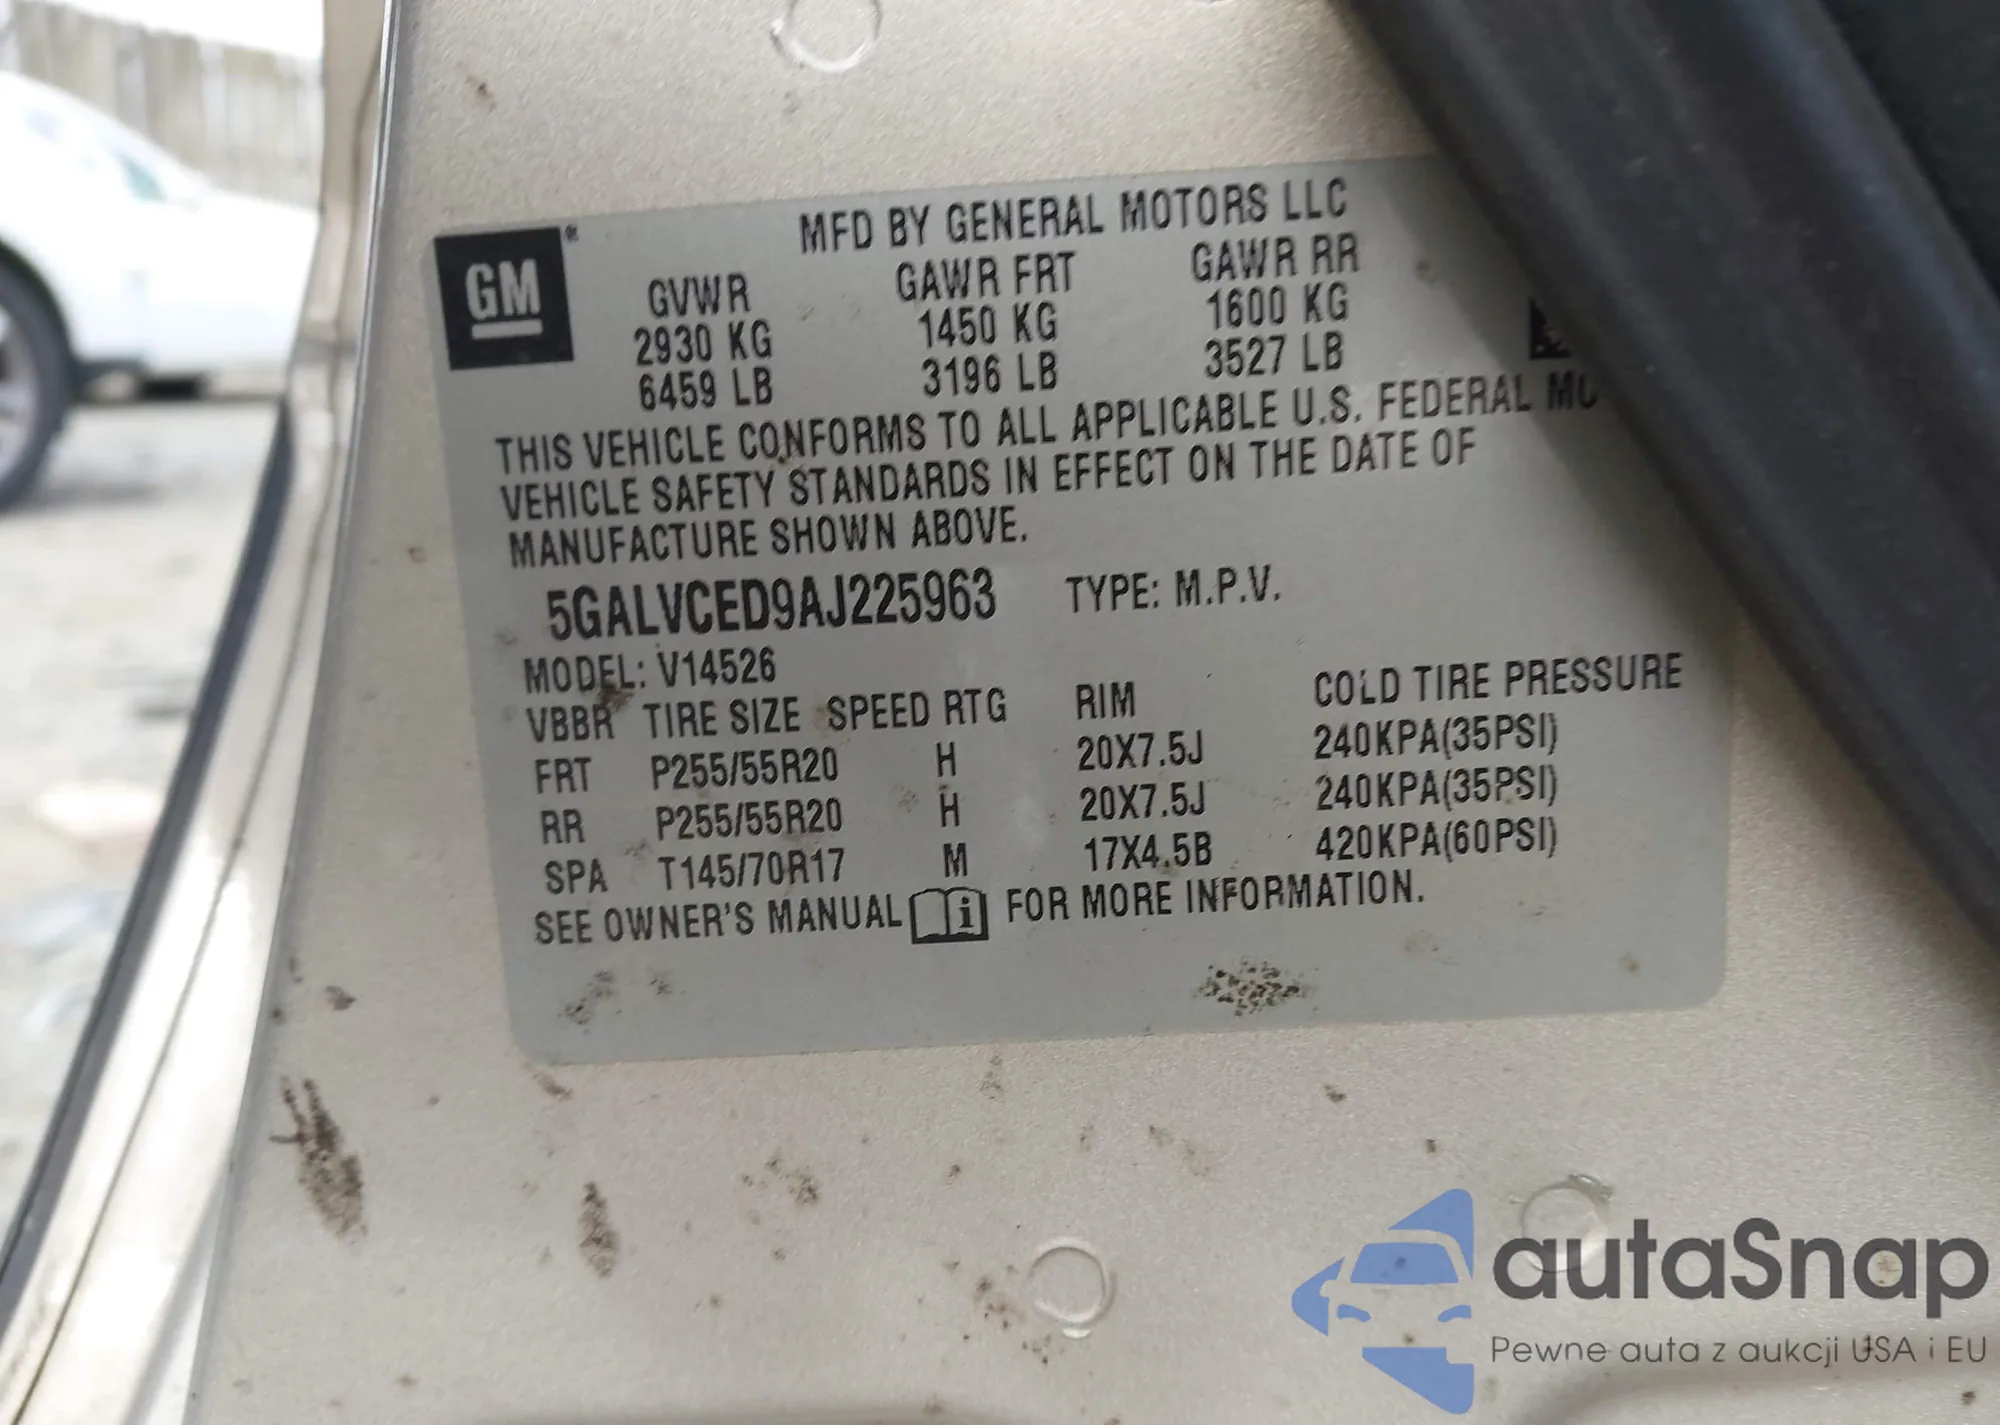 MFD BY GENERAL MOTORS LLC
GM
GVWR GAWR FRT GAWR RR
2930 KG 1450 KG 1600 KG
6459 LB 3196 LB 3527 LB
THIS VEHICLE CONFORMS TO ALL APPLICABLE U.S. FEDERAL
VEHICLE SAFETY STANDARDS IN EFFECT ON THE DATE OF
MANUFACTURE SHOWN ABOVE.
5GALVCED9AJ225963 TYPE: M.P.V.
MODEL: V14526
VBBR TIRE SIZE SPEED RTG RIM COLD TIRE PRESSURE
FRT P255/55R20 H 20X7.5J 240KPA(35PSI)
RR P255/55R20 H 20X7.5J 240KPA(35PSI)
SPA T145/70R17 M 17X4.5B 420KPA(60PSI)
SEE OWNER'S MANUAL i FOR MORE INFORMATION.
autaSnap
Pewne auta z aukcji USA i EU